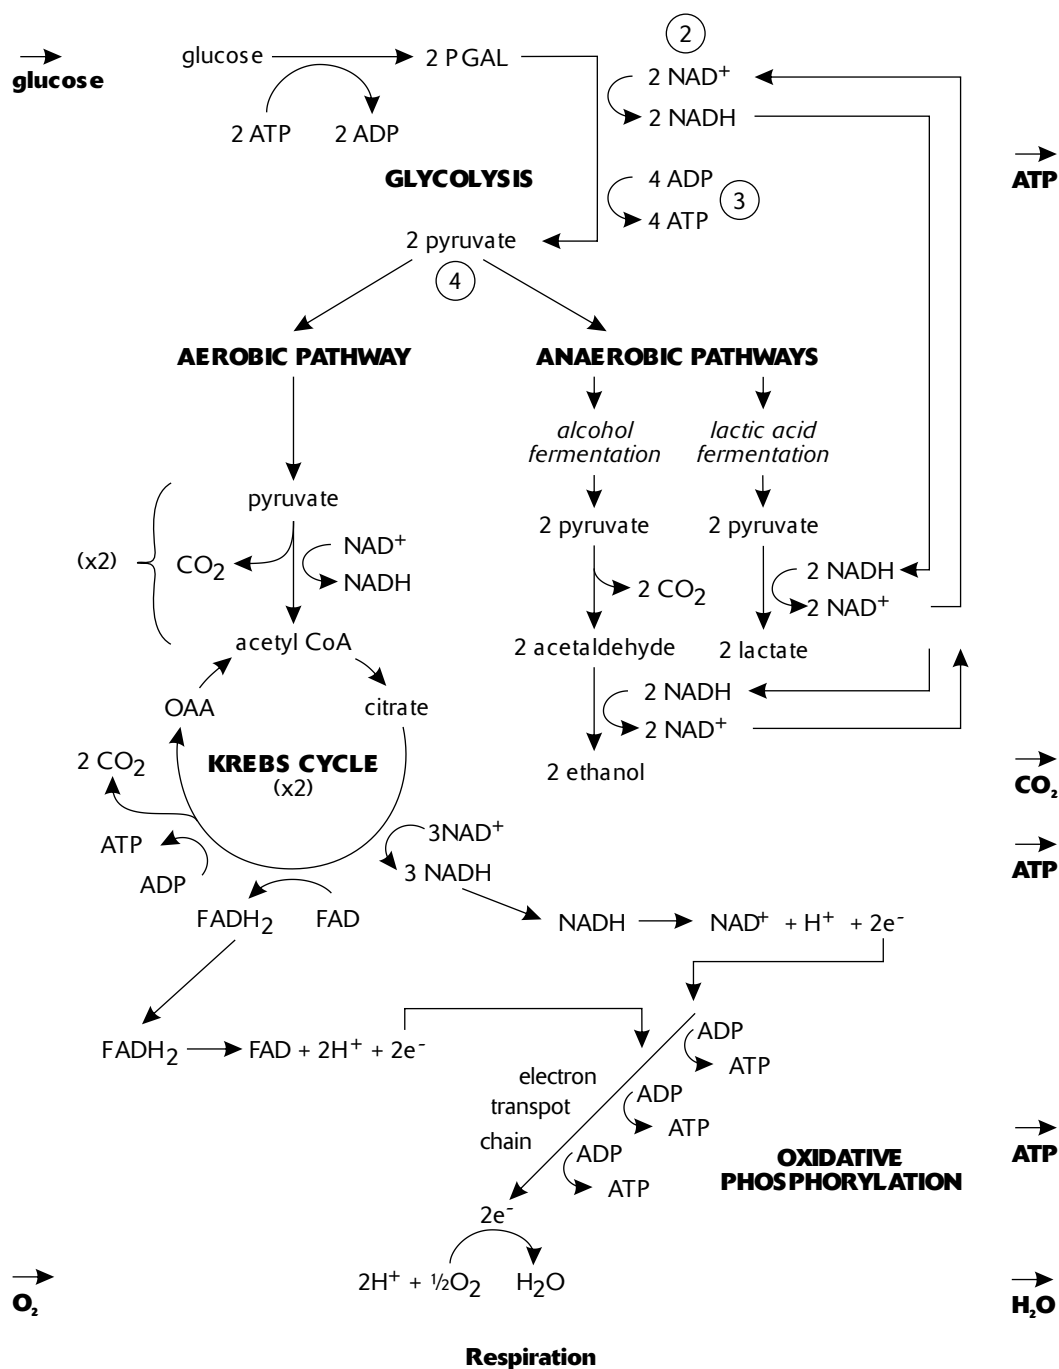 2
glucose
2 PGAL
2 NAD+
glucose
2 NADH
2 ATP
2 ADP
GLYCOLYSIS
4 ADP
ATP
3
4 ATP
2 pyruvate
4
AEROBIC PATHWAY
ANAEROBIC PATHWAYS
alcohol
fermentation
lactic acid
fermentation
pyruvate
2 pyruvate
2 pyruvate
(x2)
CO2
NAD+
NADH
2 CO2
2 NADH
2 NAD+
acetyl CoA
2 acetaldehyde
2 lactate
OAA
citrate
2 NADH
2 NAD+
2 CO2
KREBS CYCLE
(x2)
2 ethanol
CO2
ATP
ADP
3NAD+
3 NADH
ATP
FADH2
FAD
NADH
NAD+ + H+ + 2e-
FADH2
FAD + 2H+ + 2e-
ADP
ATP
electron
transpot
chain
ADP
ATP
ADP
ATP
OXIDATIVE
PHOSPHORYLATION
ATP
2e-
2H+ + ½O2
H2O
O2
H2O
Respiration